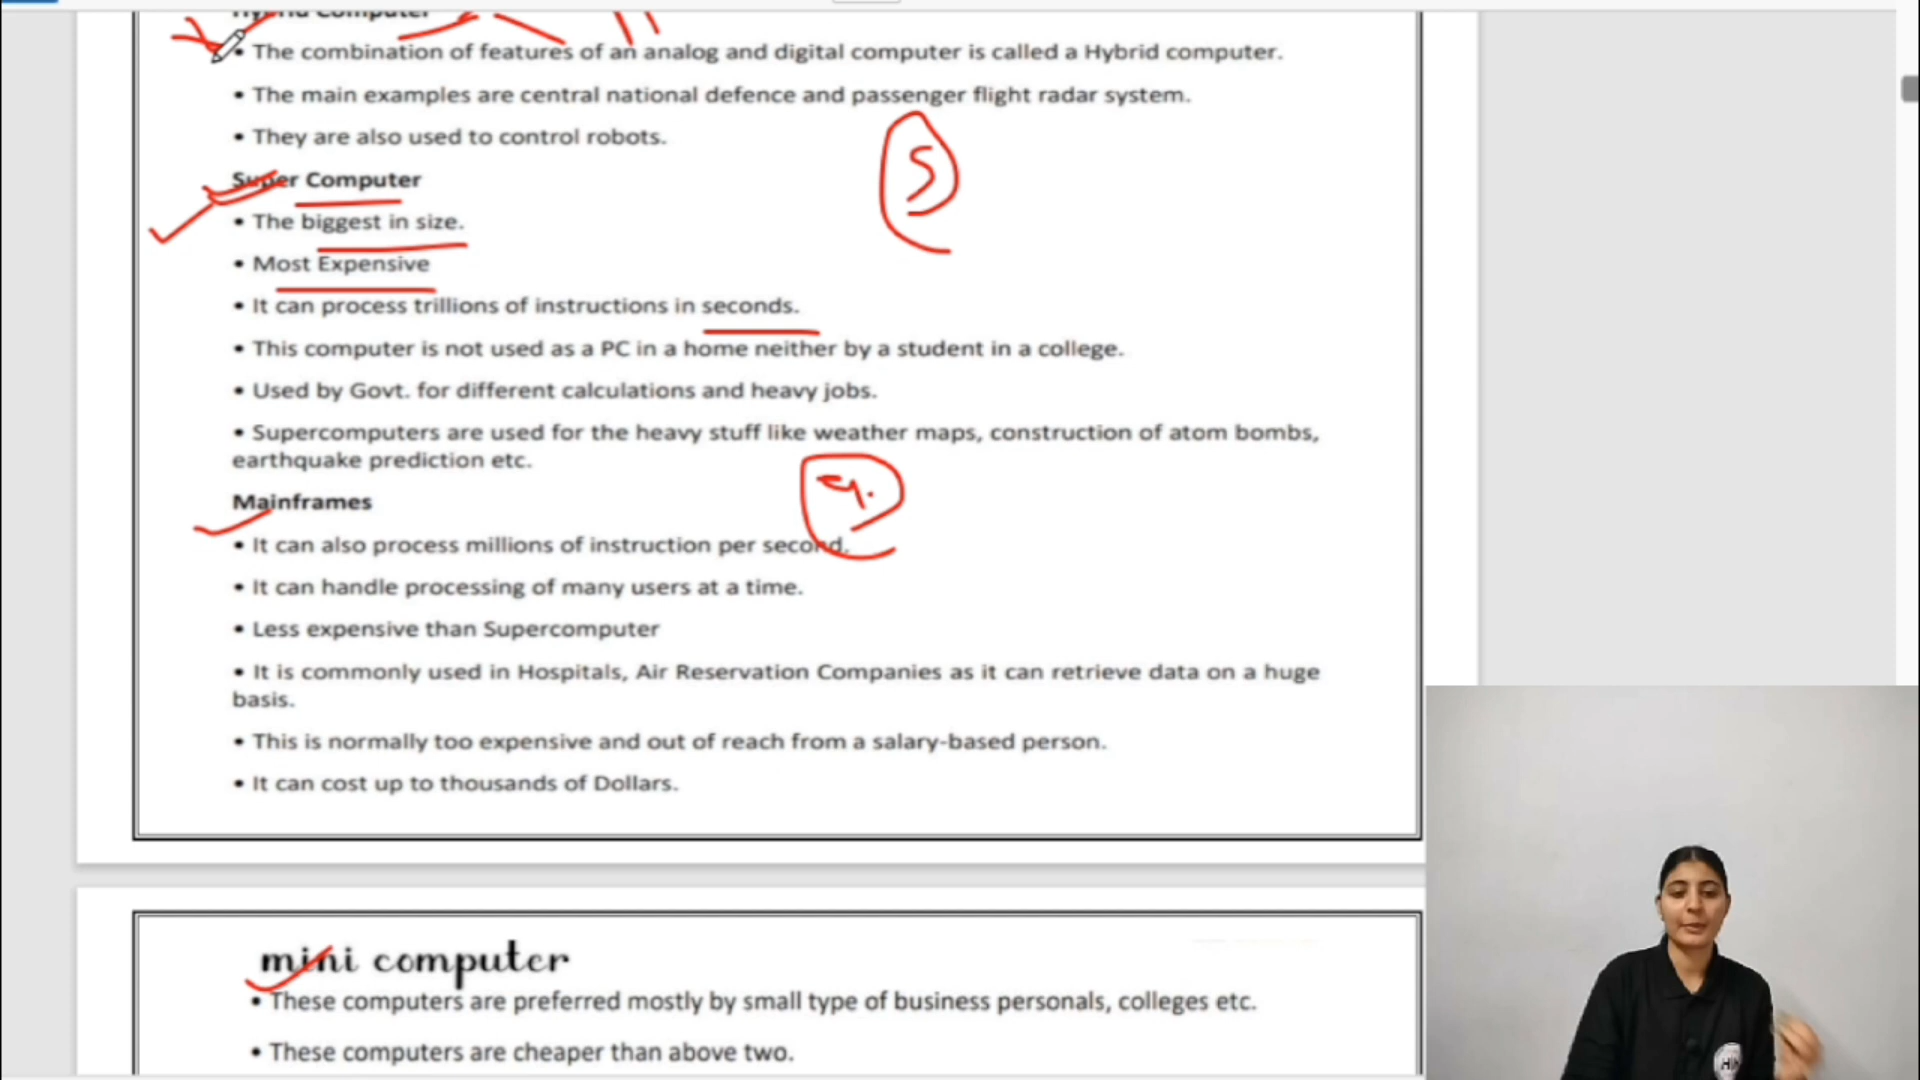 Hybrid Computer
• The combination of features of an analog and digital computer is called a Hybrid computer.
• The main examples are central national defence and passenger flight radar system.
• They are also used to control robots.
Super Computer
• The biggest in size.
• Most Expensive
• It can process trillions of instructions in seconds.
• This computer is not used as a PC in a home neither by a student in a college.
• Used by Govt. for different calculations and heavy jobs.
• Supercomputers are used for the heavy stuff like weather maps, construction of atom bombs,
earthquake prediction etc.
Mainframes
• It can also process millions of instruction per second.
• It can handle processing of many users at a time.
• Less expensive than Supercomputer
• It is commonly used in Hospitals, Air Reservation Companies as it can retrieve data on a huge
basis.
• This is normally too expensive and out of reach from a salary-based person.
• It can cost up to thousands of Dollars.
mini computer
• These computers are preferred mostly by small type of business personals, colleges etc.
• These computers are cheaper than above two.